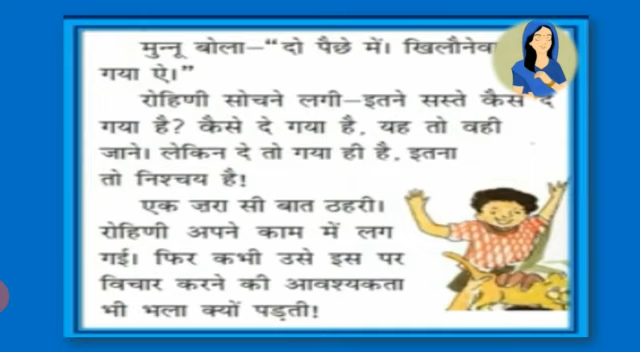 मुन्नू बोला–“दो पैछे में। खिलौनेवा
गया ऐ।”
रोहिणी सोचने लगी–इतने सस्ते कैसे दे
गया है? कैसे दे गया है, यह तो वही
जाने। लेकिन दे तो गया ही है, इतना
तो निश्चय है!
एक ज़रा सी बात ठहरी।
रोहिणी अपने काम में लग
गई। फिर कभी उसे इस पर
विचार करने की आवश्यकता
भी भला क्यों पड़ती!